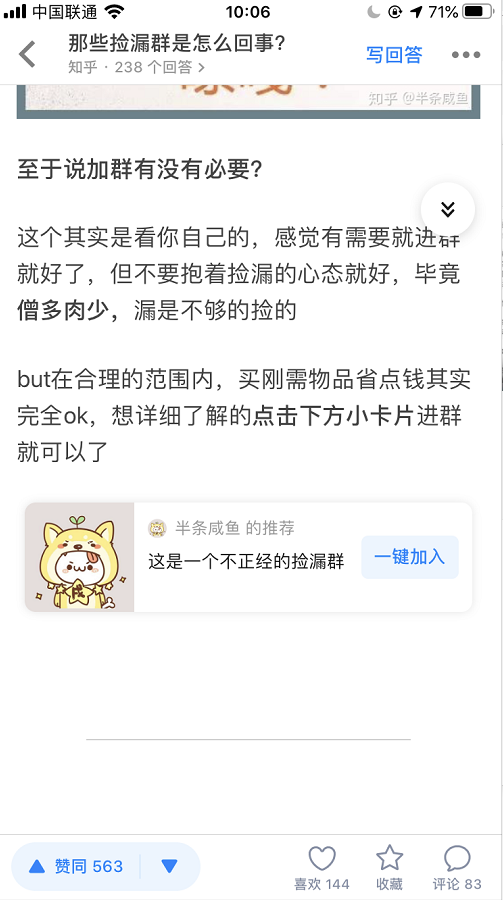 中国联通 10:06 71%
那些捡漏群是怎么回事?
知乎 · 238 个回答 >
写回答
知乎 @半条咸鱼
至于说加群有没有必要?
这个其实是看你自己的，感觉有需要就进群
就好了，但不要抱着捡漏的心态就好，毕竟
僧多肉少，漏是不够的捡的
but在合理的范围内，买刚需物品省点钱其实
完全ok，想详细了解的点击下方小卡片进群
就可以了
半条咸鱼 的推荐
这是一个不正经的捡漏群
一键加入
赞同 563
喜欢 144
收藏
评论 83